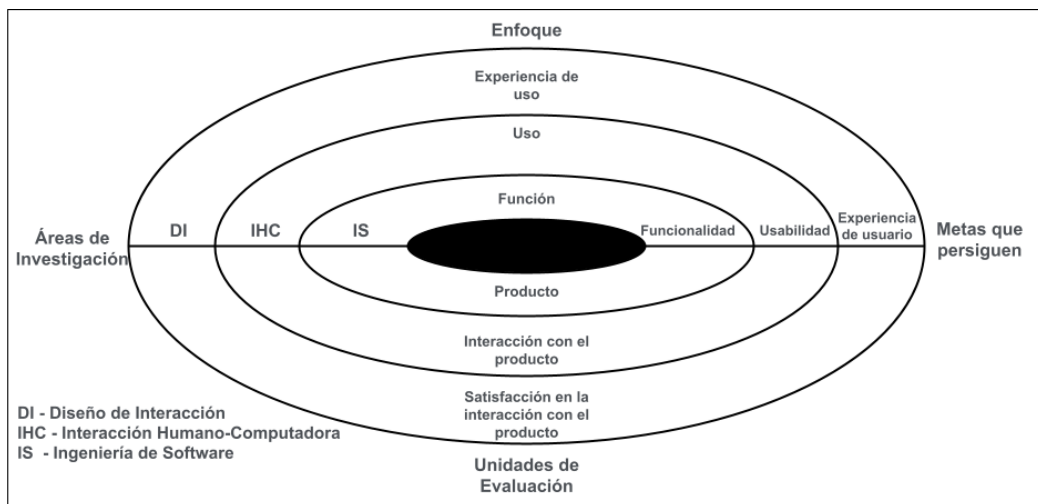 Enfoque
Experiencia de
uso
Uso
Función
DI
IHC
IS
Funcionalidad
Usabilidad
Experiencia
de usuario
Áreas de
Investigación
Metas que
persiguen
Producto
Interacción con el
producto
Satisfacción en la
interacción con el
producto
DI - Diseño de Interacción
IHC - Interacción Humano-Computadora
IS - Ingeniería de Software
Unidades de
Evaluación